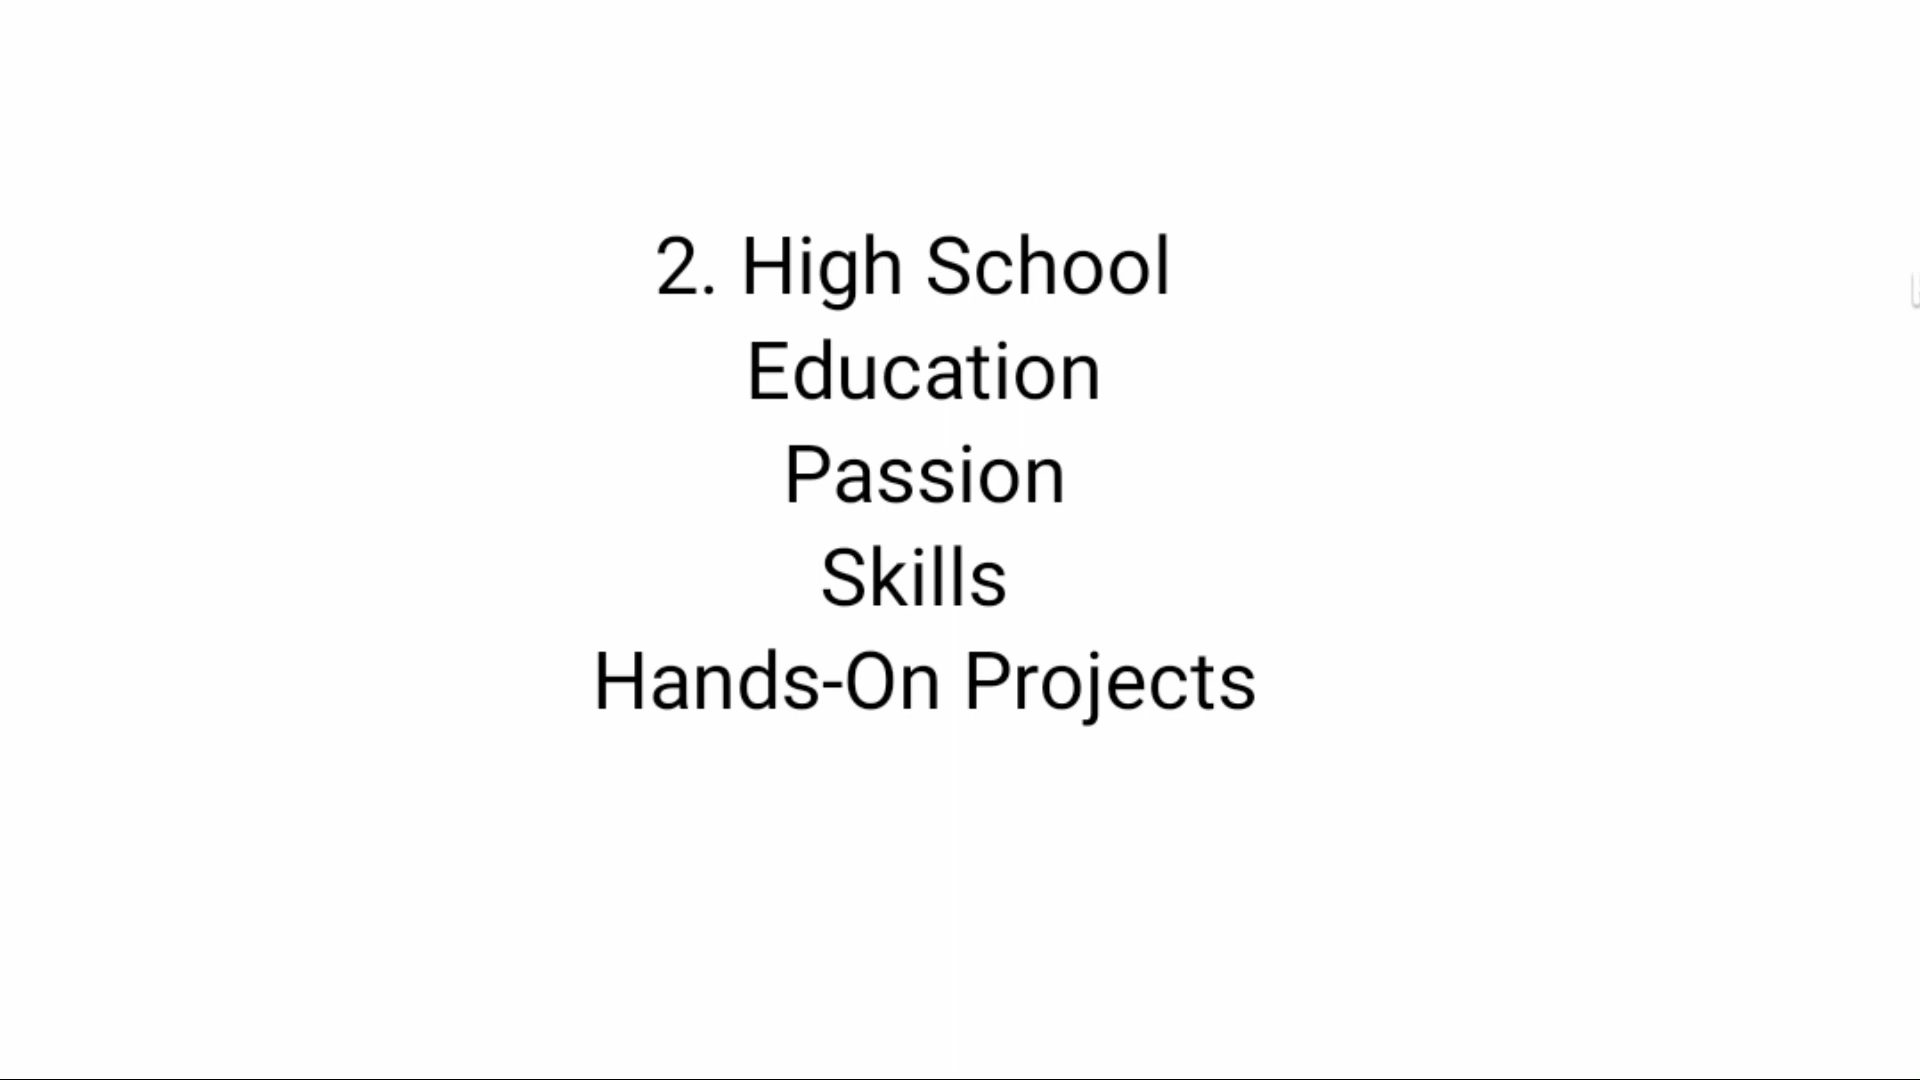 2. High School
Education
Passion
Skills
Hands-On Projects